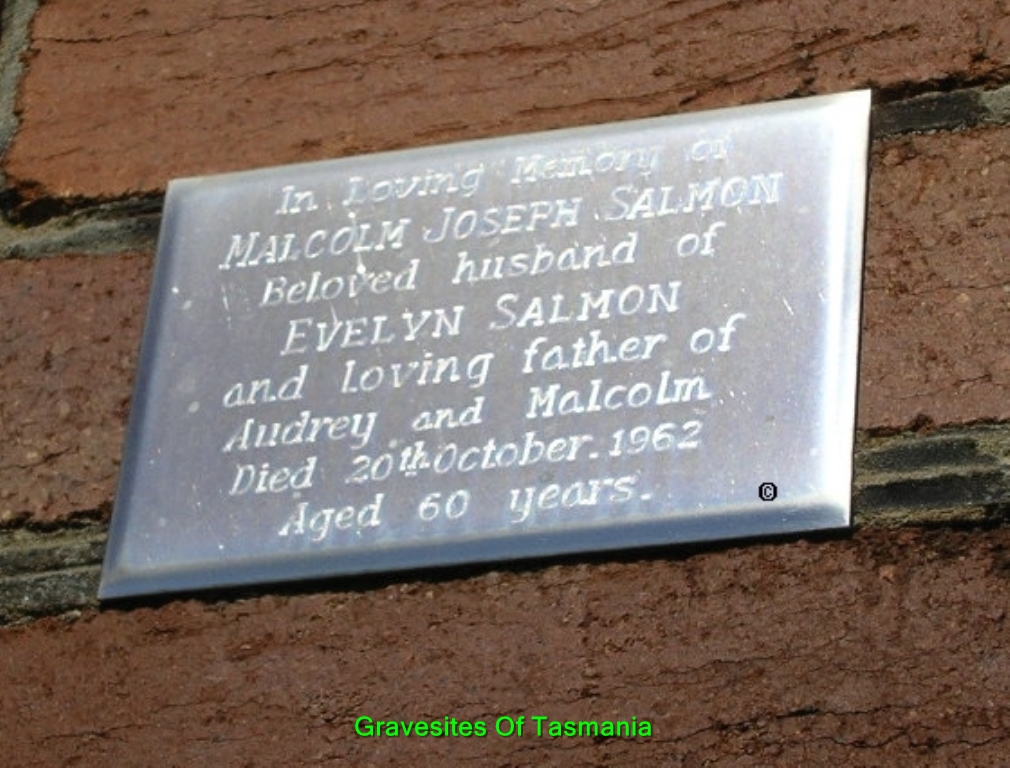 In Loving Memory of
MALCOLM JOSEPH SALMON
Beloved husband of
EVELYN SALMON
and loving father of
Audrey and Malcolm
Died 20th October. 1962
Aged 60 years.
©
Gravesites Of Tasmania